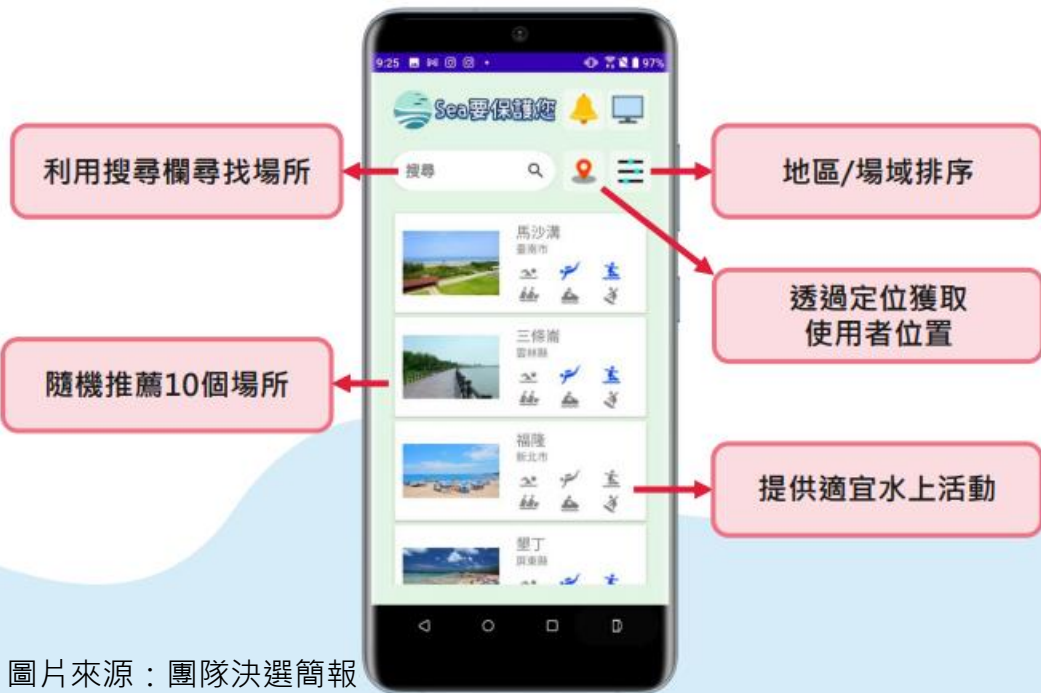 9:25
97%
Sea要保護您
搜尋
利用搜尋欄尋找場所
地區/場域排序
透過定位獲取
使用者位置
馬沙溝
臺南市
三條崙
雲林縣
隨機推薦10個場所
福隆
新北市
提供適宜水上活動
墾丁
屏東縣
圖片來源：團隊決選簡報